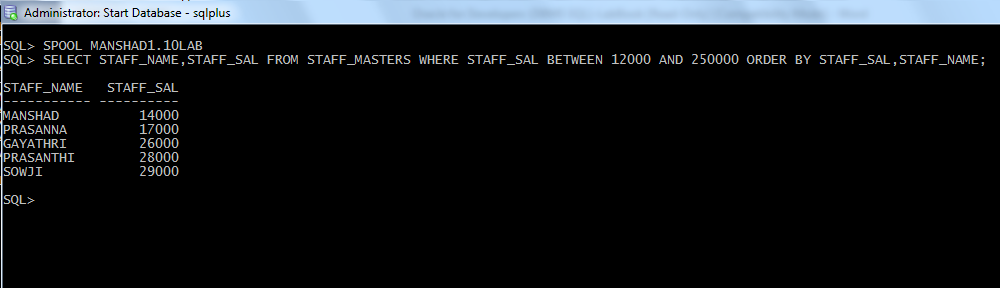 Administrator: Start Database - sqlplus
SQL> SPOOL MANSHAD1.1OLAB
SQL> SELECT STAFF_NAME,STAFF_SAL FROM STAFF_MASTERS WHERE STAFF_SAL BETWEEN 12000 AND 250000 ORDER BY STAFF_SAL,STAFF_NAME;
STAFF_NAME   STAFF_SAL
------------ ----------
MANSHAD           14000
PRASANNA          17000
GAYATHRI          26000
PRASANTHI         28000
SOWJI             29000
SQL>